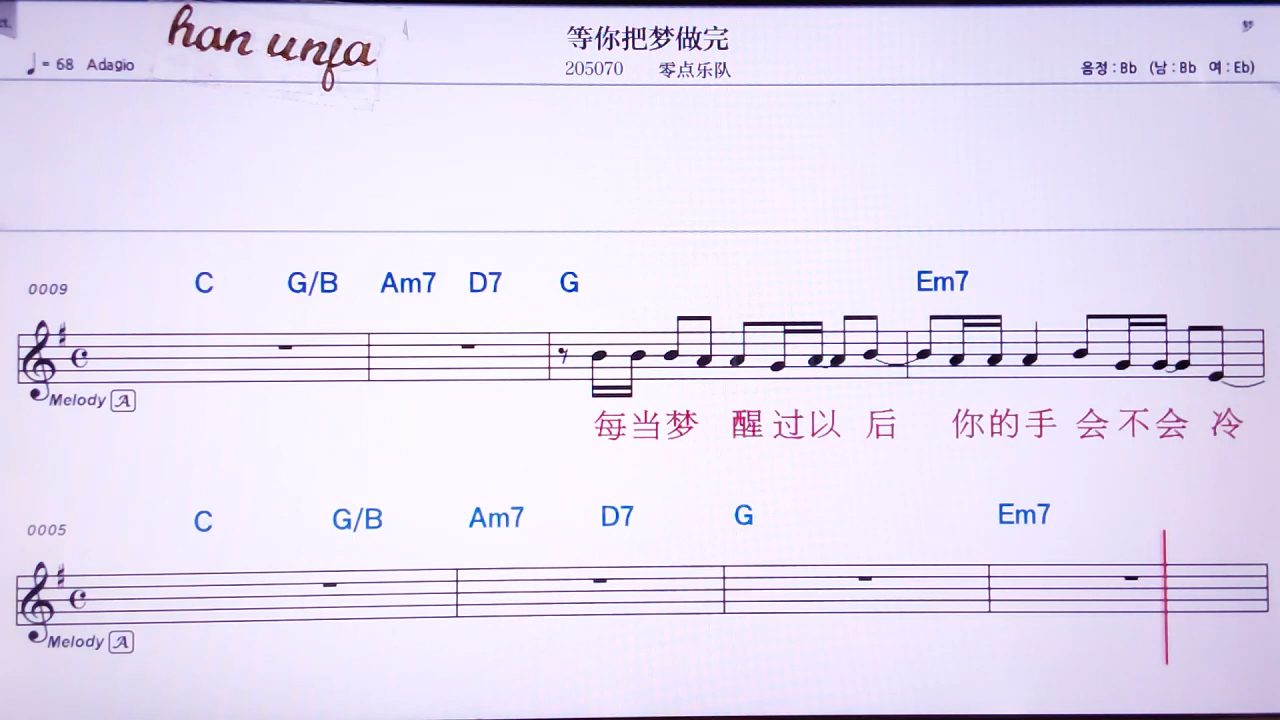 han unfa
等你把梦做完
♩= 68 Adagio
205070 零点乐队
음정 : Bb (남 : Bb 여 : Eb)
0009 C G/B Am7 D7 G Em7
Melody A
每当梦 醒过以 后 你的手 会不会 冷
0005 C G/B Am7 D7 G Em7
Melody A